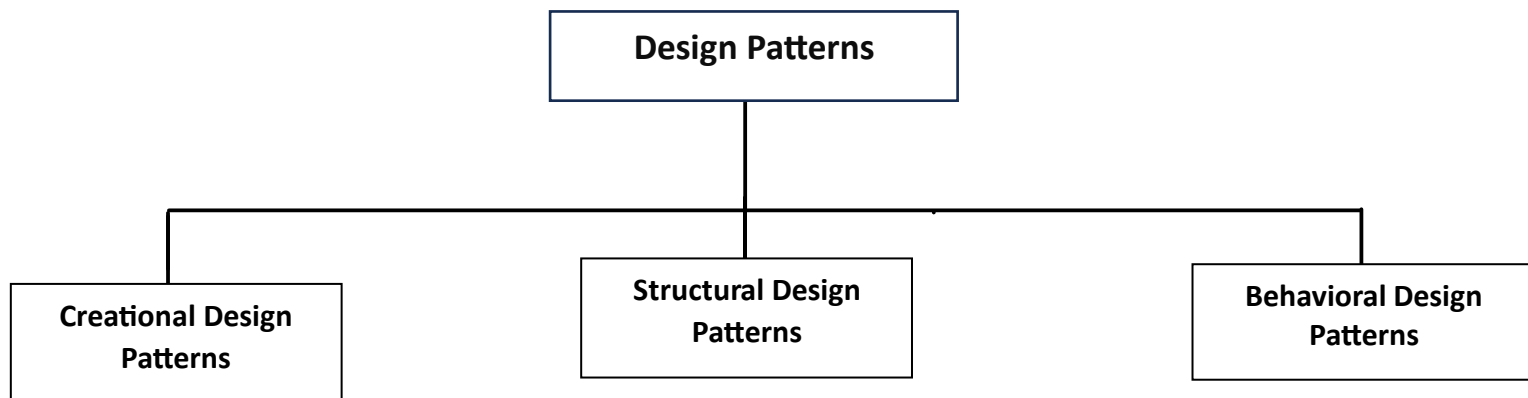 Design Patterns
Creational Design
Patterns
Structural Design
Patterns
Behavioral Design
Patterns